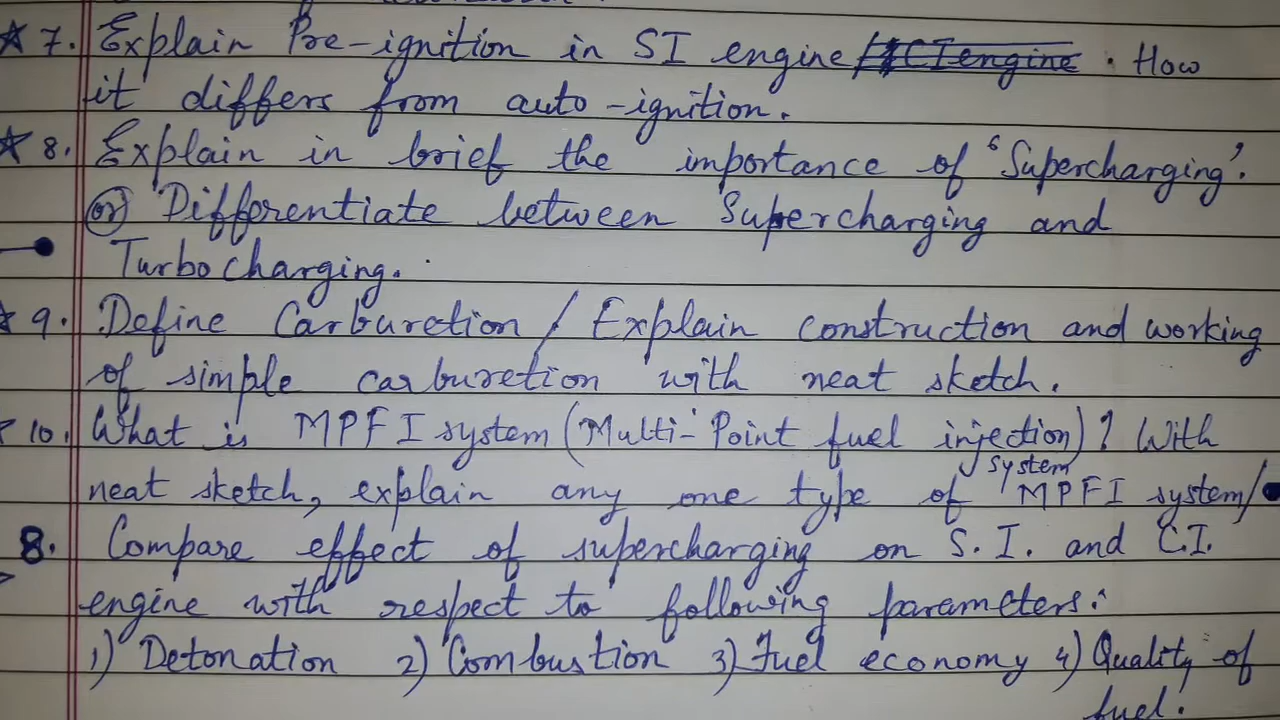 ★ 7. Explain Pre-ignition in SI engine / CI engine. How
it differs from auto-ignition.
★ 8. Explain in brief the importance of 'Supercharging'.
(or) Differentiate between Supercharging and
Turbocharging.
★ 9. Define Carburetion / Explain construction and working
of simple carburetion with neat sketch.
10. What is MPFI system (Multi-Point fuel injection)? With
system
neat sketch, explain any one type of MPFI system/
8. Compare effect of supercharging on S.I. and C.I.
engine with respect to following parameters:
1) Detonation 2) Combustion 3) Fuel economy 4) Quality of
fuel.